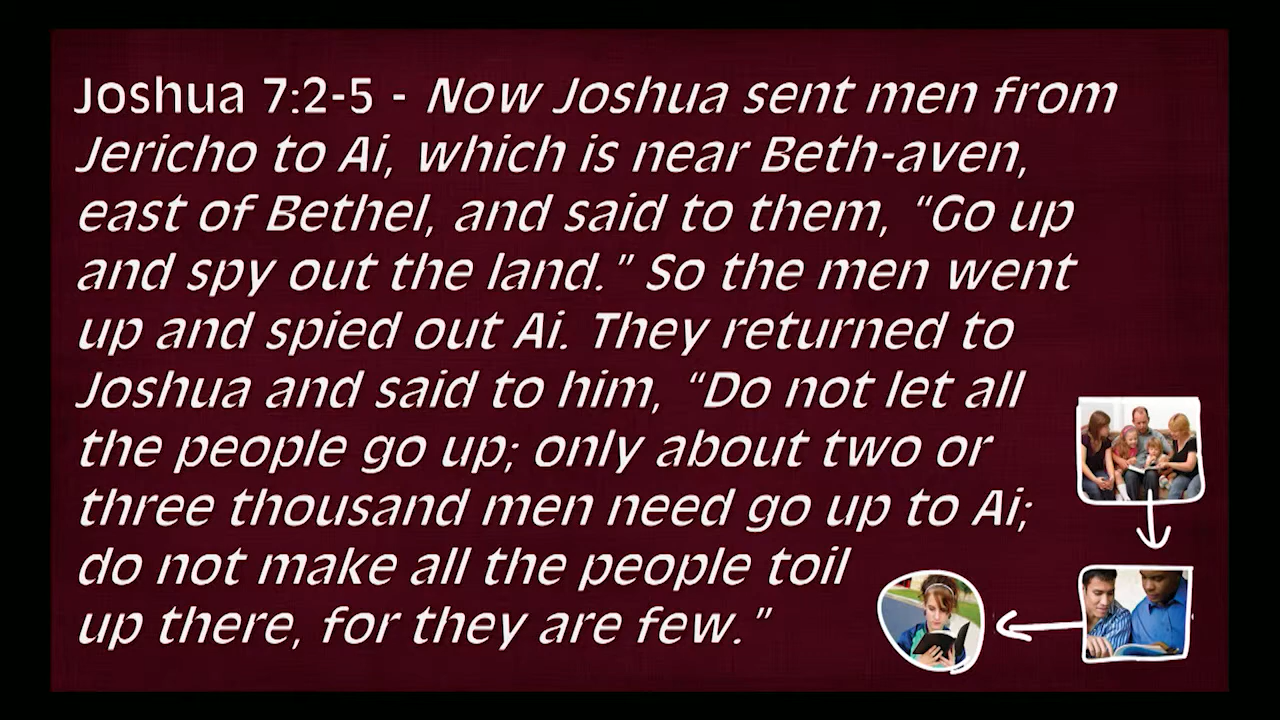 Joshua 7:2-5 - Now Joshua sent men from
Jericho to Ai, which is near Beth-aven,
east of Bethel, and said to them, “Go up
and spy out the land.” So the men went
up and spied out Ai. They returned to
Joshua and said to him, “Do not let all
the people go up; only about two or
three thousand men need go up to Ai;
do not make all the people toil
up there, for they are few.”